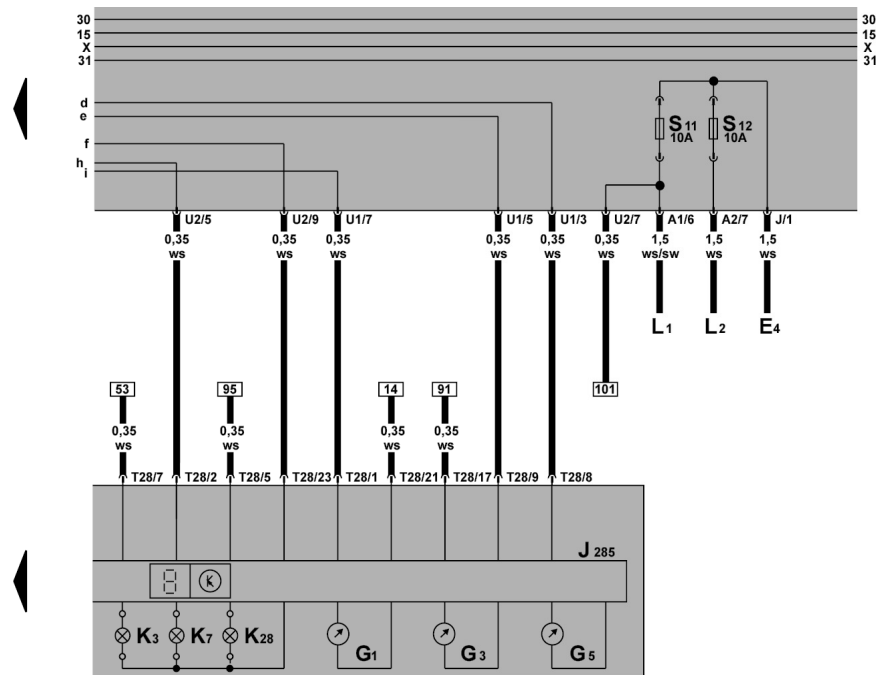 30 30
15 15
X X
31 31
d
e
S11 S12
10A 10A
f
h
i
U2/5 U2/9 U1/7 U1/5 U1/3 U2/7 A1/6 A2/7 J/1
0,35 0,35 0,35 0,35 0,35 0,35 1,5 1,5 1,5
ws ws ws ws ws ws ws/sw ws ws
L1 L2 E4
53 95 14 91 101
0,35 0,35 0,35 0,35
ws ws ws ws
T28/7 T28/2 T28/5 T28/23 T28/1 T28/21 T28/17 T28/9 T28/8
J 285
K
K3 K7 K28 G1 G3 G5